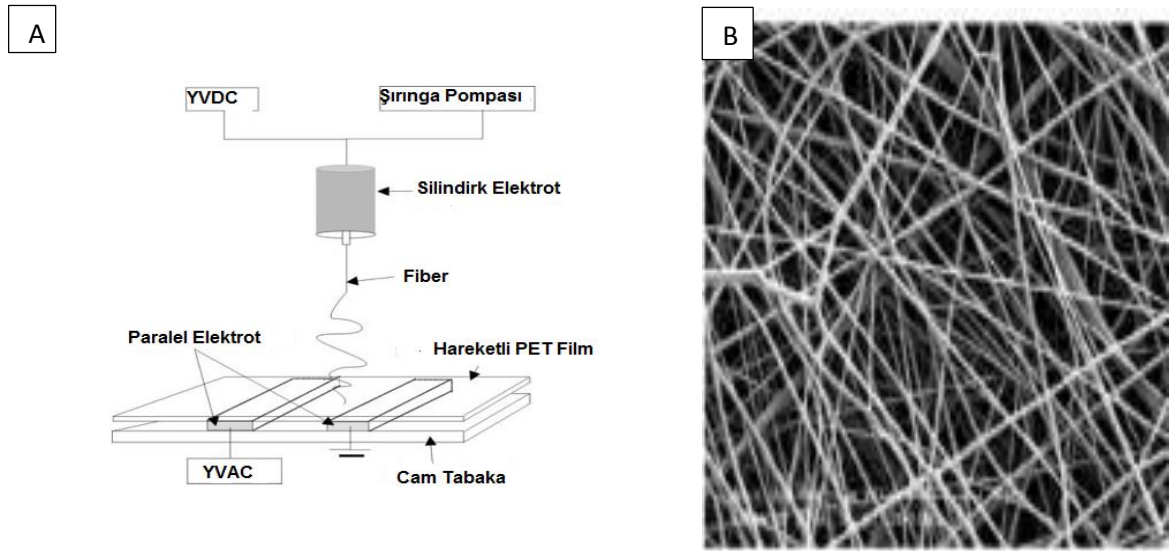 A
B
YVDC
Şırınga Pompası
Silindirk Elektrot
Fiber
Paralel Elektrot
Hareketli PET Film
YVAC
Cam Tabaka